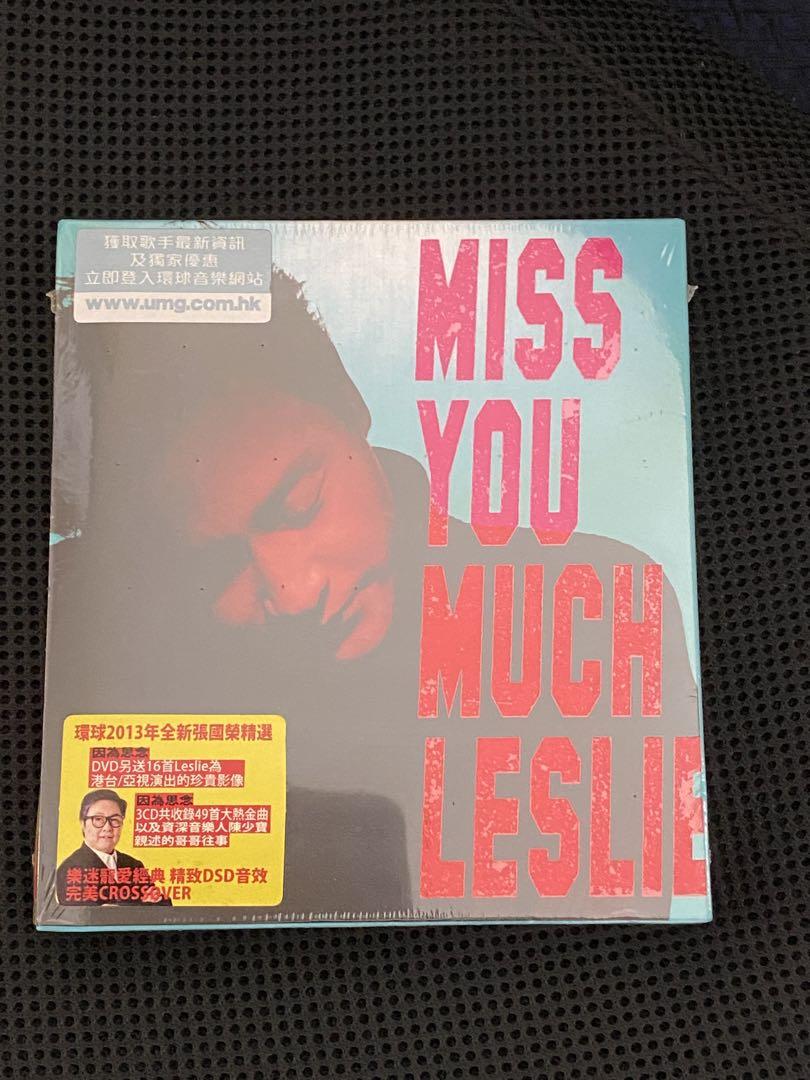 獲取歌手最新資訊
及獨家優惠
立即登入環球音樂網站
www.umg.com.hk
MISS
YOU
MUCH
LESLIE
環球2013年全新張國榮精選
因為思念
DVD另送16首Leslie為
港台/亞視演出的珍貴影像
因為思念
3CD共收錄49首大熱金曲
以及資深音樂人陳少寶
親述的哥哥往事
樂迷寵愛經典 精致DSD音效
完美CROSSOVER